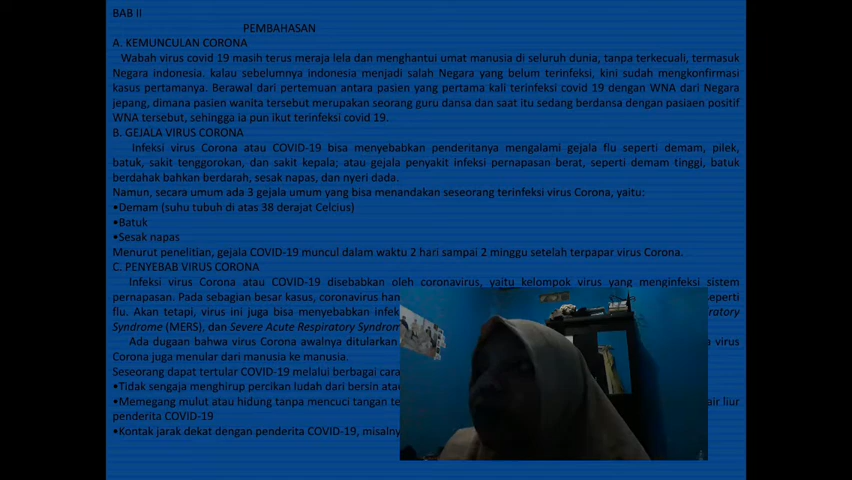 BAB II
PEMBAHASAN
A. KEMUNCULAN CORONA
Wabah virus covid 19 masih terus meraja lela dan menghantui umat manusia di seluruh dunia, tanpa terkecuali, termasuk
Negara indonesia. kalau sebelumnya Indonesia menjadi salah Negara yang belum terinfeksi, kini sudah mengkonfirmasi
kasus pertamanya. Berawal dari pertemuan antara pasien yang pertama kali terinfeksi covid 19 dengan WNA dari Negara
jepang, dimana pasien wanita tersebut merupakan seorang guru dansa dan saat itu sedang berdansa dengan pasiaen positif
WNA tersebut, sehingga ia pun ikut terinfeksi covid 19.
B. GEJALA VIRUS CORONA
Infeksi virus Corona atau COVID-19 bisa menyebabkan penderitanya mengalami gejala flu seperti demam, pilek,
batuk, sakit tenggorokan, dan sakit kepala; atau gejala penyakit infeksi pernapasan berat, seperti demam tinggi, batuk
berdahak bahkan berdarah, sesak napas, dan nyeri dada.
Namun, secara umum ada 3 gejala umum yang bisa menandakan seseorang terinfeksi virus Corona, yaitu:
•Demam (suhu tubuh di atas 38 derajat Celcius)
•Batuk
•Sesak napas
Menurut penelitian, gejala COVID-19 muncul dalam waktu 2 hari sampai 2 minggu setelah terpapar virus Corona.
C. PENYEBAB VIRUS CORONA
Infeksi virus Corona atau COVID-19 disebabkan oleh coronavirus, yaitu kelompok virus yang menginfeksi sistem
pernapasan. Pada sebagian besar kasus, coronavirus han seperti
flu. Akan tetapi, virus ini juga bisa menyebabkan infek ratory
Syndrome (MERS), dan Severe Acute Respiratory Syndrom
Ada dugaan bahwa virus Corona awalnya ditularkan virus
Corona juga menular dari manusia ke manusia.
Seseorang dapat tertular COVID-19 melalui berbagai cara
•Tidak sengaja menghirup percikan ludah dari bersin atau
•Memegang mulut atau hidung tanpa mencuci tangan te air liur
penderita COVID-19
•Kontak jarak dekat dengan penderita COVID-19, misalny